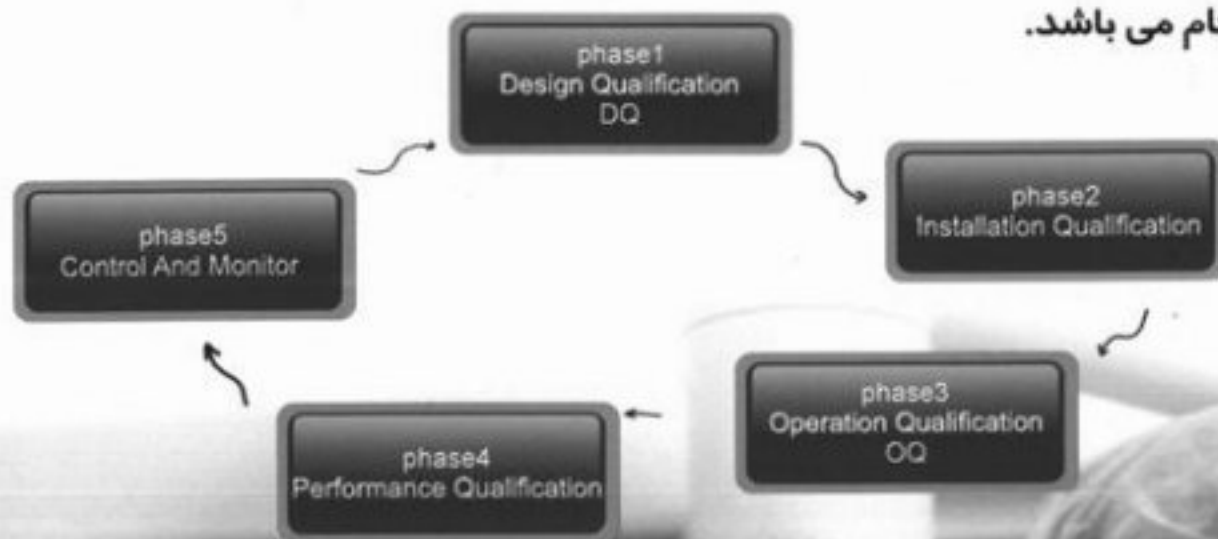 می باشد.
phase1
Design Qualification
DQ
phase2
Installation Qualification
phase3
Operation Qualification
OQ
phase4
Performance Qualification
phase5
Control And Monitor